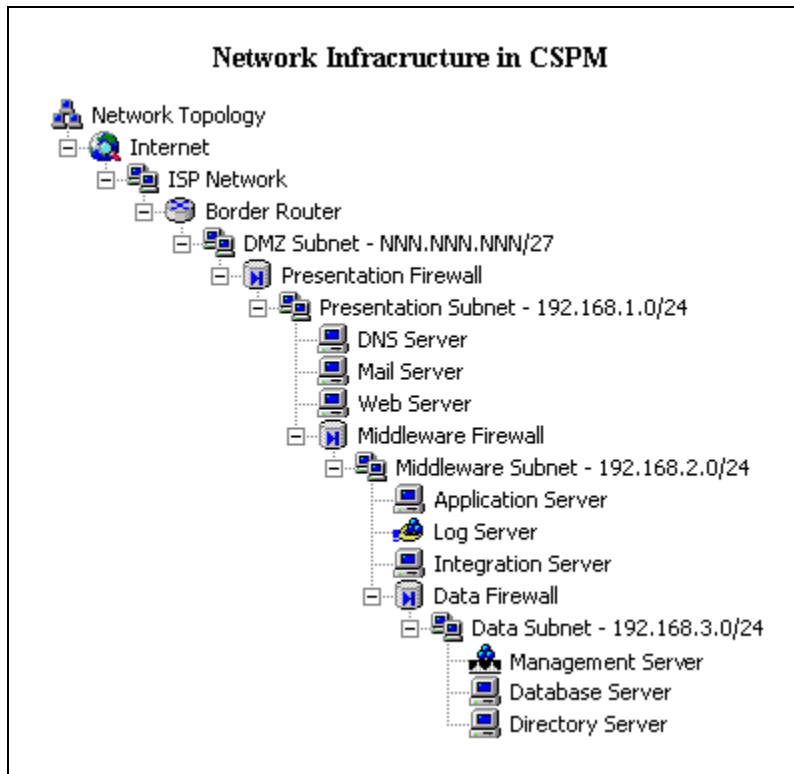 Network Infracructure in CSPM
Network Topology
Internet
ISP Network
Border Router
DMZ Subnet - NNN.NNN.NNN/27
Presentation Firewall
Presentation Subnet - 192.168.1.0/24
DNS Server
Mail Server
Web Server
Middleware Firewall
Middleware Subnet - 192.168.2.0/24
Application Server
Log Server
Integration Server
Data Firewall
Data Subnet - 192.168.3.0/24
Management Server
Database Server
Directory Server